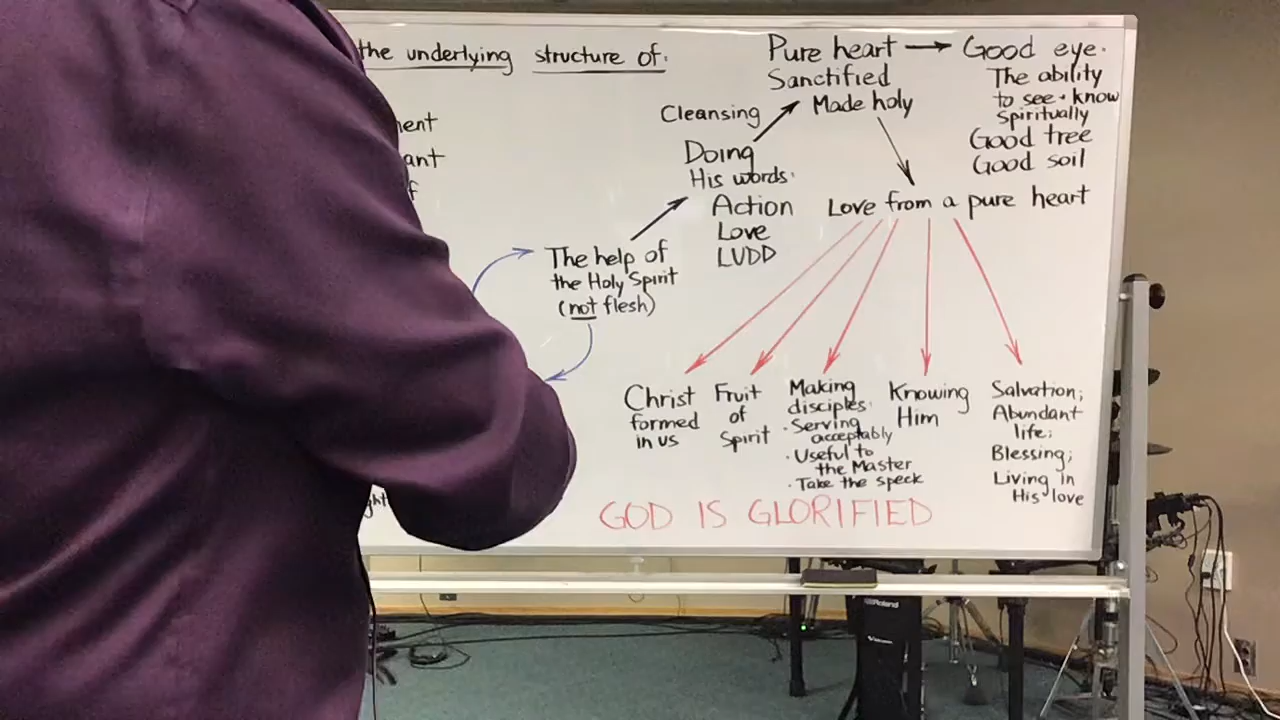 the underlying structure of:
Pure heart → Good eye.
Sanctified
Made holy
The ability
to see + know
Spiritually
Good tree
Good soil
Cleansing
Doing
His words.
Action
Love
LUDD
Love from a pure heart
The help of
the Holy Spirit
(not flesh)
Christ
formed
in us
Fruit
of
Spirit
Making
disciples.
· Serving
acceptably
· Useful to
the Master
· Take the speck
Knowing
Him
Salvation;
Abundant
life;
Blessing;
Living in
His love
GOD IS GLORIFIED
Roland